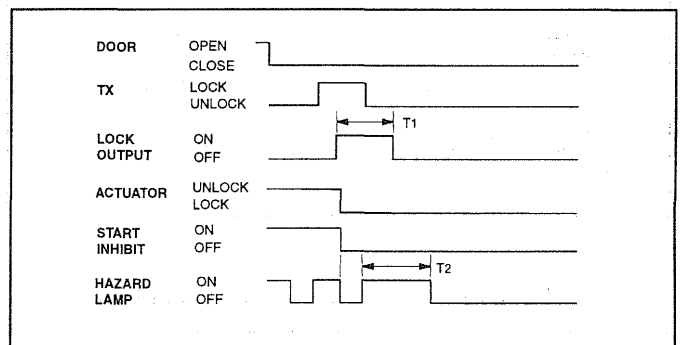 DOOR OPEN
CLOSE
TX LOCK
UNLOCK
T1
LOCK ON
OUTPUT OFF
ACTUATOR UNLOCK
LOCK
START ON
INHIBIT OFF
T2
HAZARD ON
LAMP OFF